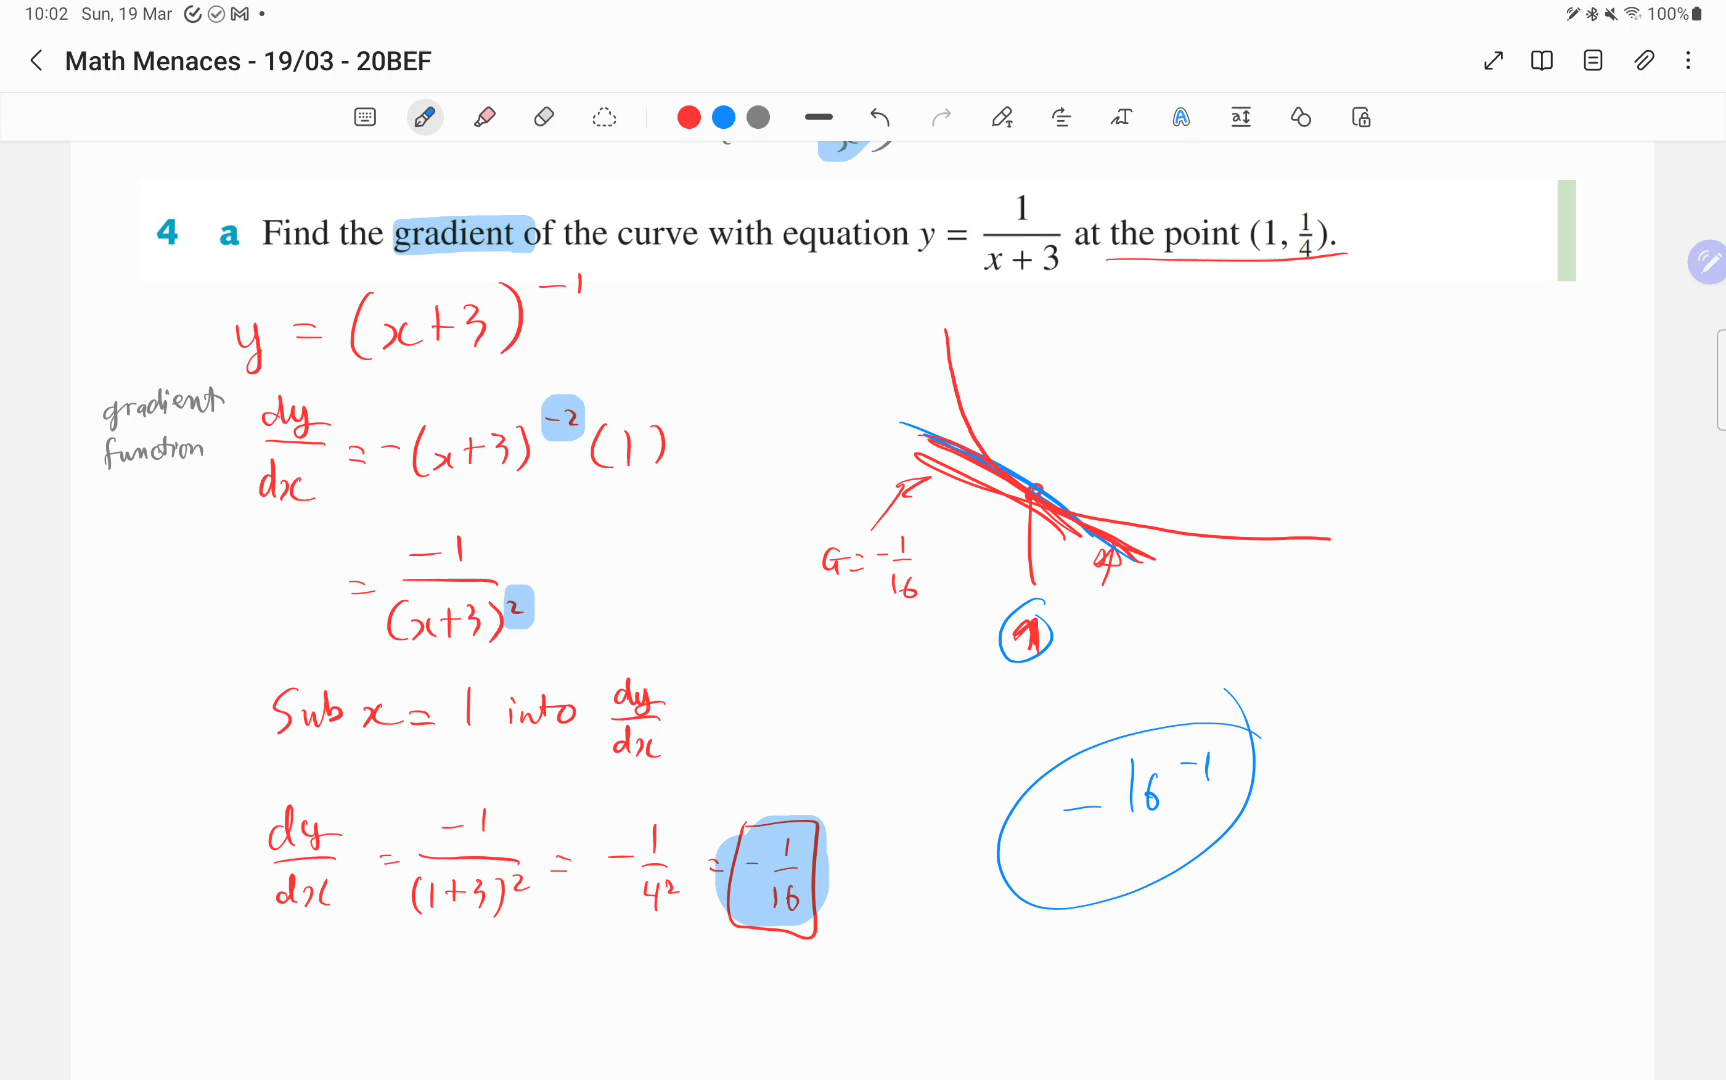 10:02 Sun, 19 Mar 100%
Math Menaces - 19/03 - 20BEF
4 a Find the gradient of the curve with equation y = 1/(x + 3) at the point (1, 1/4).
y = (x+3)^-1
gradient function
dy/dx = -(x+3)^-2 (1)
= -1/(x+3)^2
G = -1/16
Sub x = 1 into dy/dx
-16^-1
dy/dx = -1/(1+3)^2 = -1/4^2 = -1/16